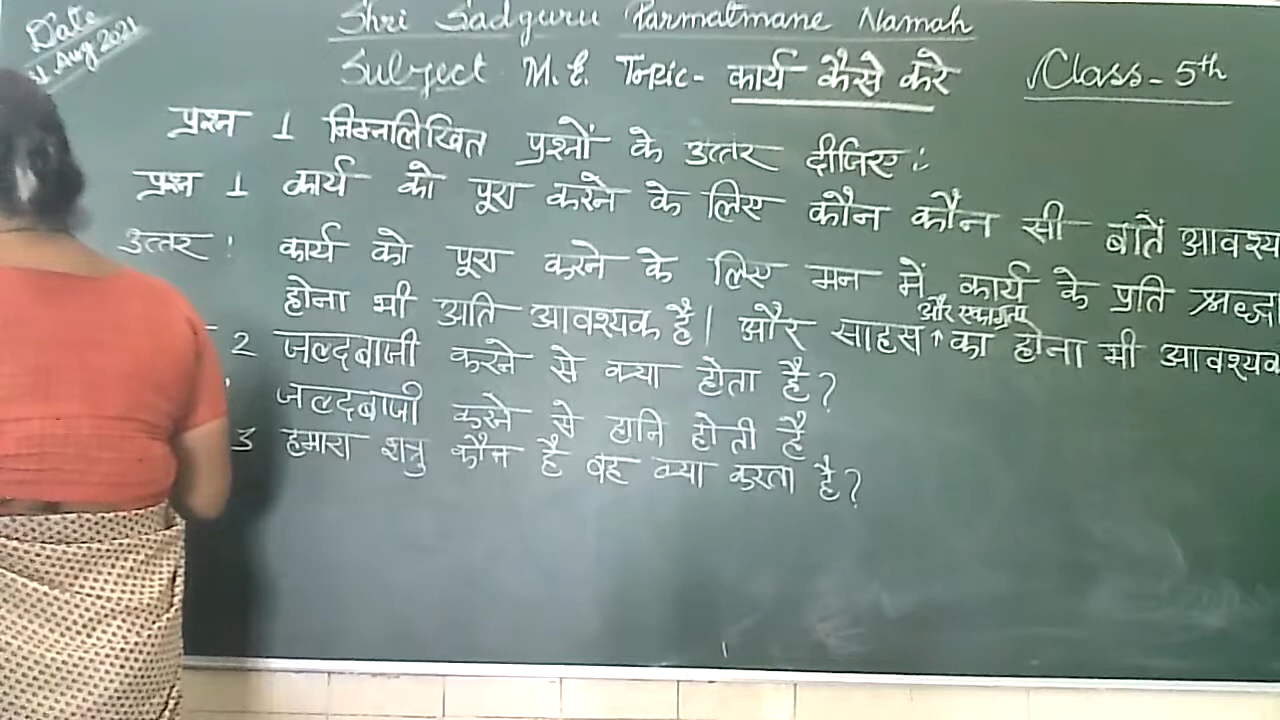 Shri Sadguru Parmatmane Namah
Date
Aug 2021
Subject M.E. Topic- कार्य कैसे करे Class-5th
प्रश्न 1 निम्नलिखित प्रश्नों के उत्तर दीजिए:-
प्रश्न 1 कार्य को पूरा करने के लिए कौन कौन सी बातें आवश्य
उत्तर : कार्य को पूरा करने के लिए मन में कार्य के प्रति श्रद्धा
और एकाग्रता
होना भी अति आवश्यक है| और साहस ↑ का होना भी आवश्यक
2 जल्दबाजी करने से क्या होता है?
जल्दबाजी करने से हानि होती है
3 हमारा शत्रु कौन है वह क्या करता है?